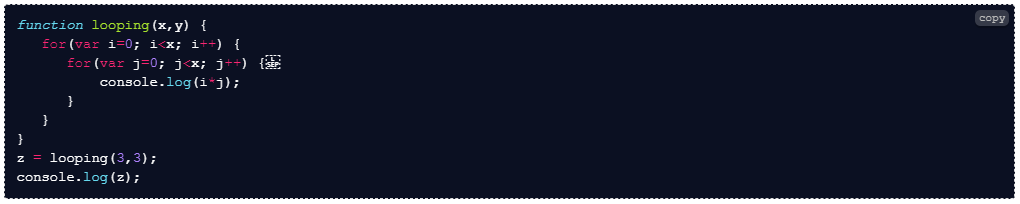 copy
function looping(x,y) {
   for(var i=0; i<x; i++) {
      for(var j=0; j<x; j++) {
          console.log(i*j);
      }
   }
}
z = looping(3,3);
console.log(z);